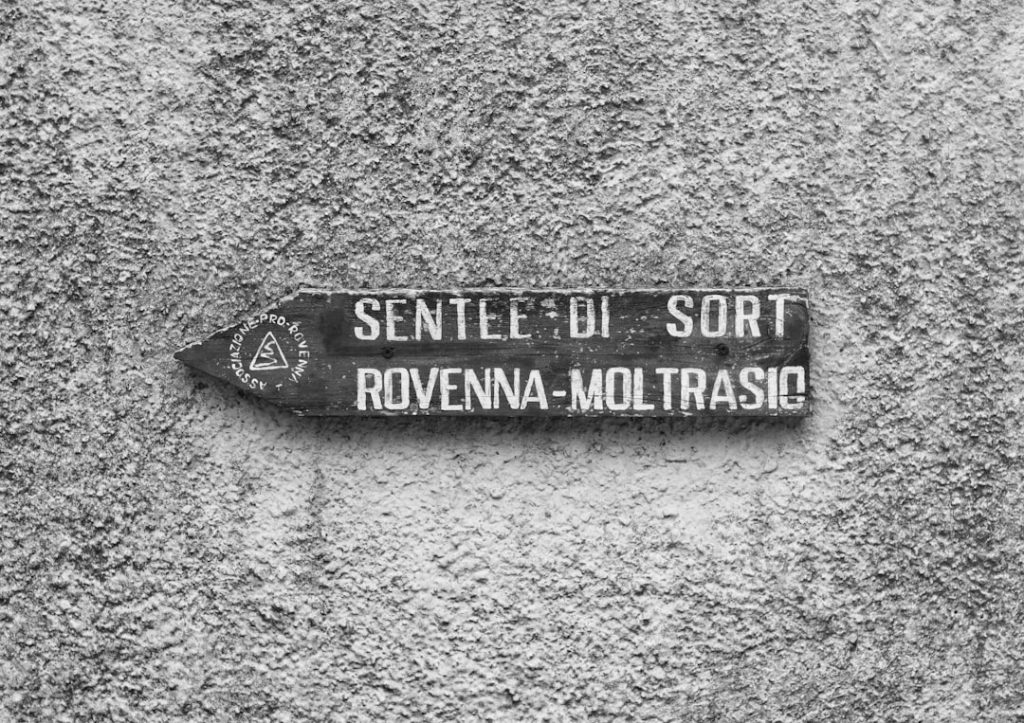 ASSOCIAZIONE-PRO-ROVENNA
SENTEE DI SORT
ROVENNA-MOLTRASIO